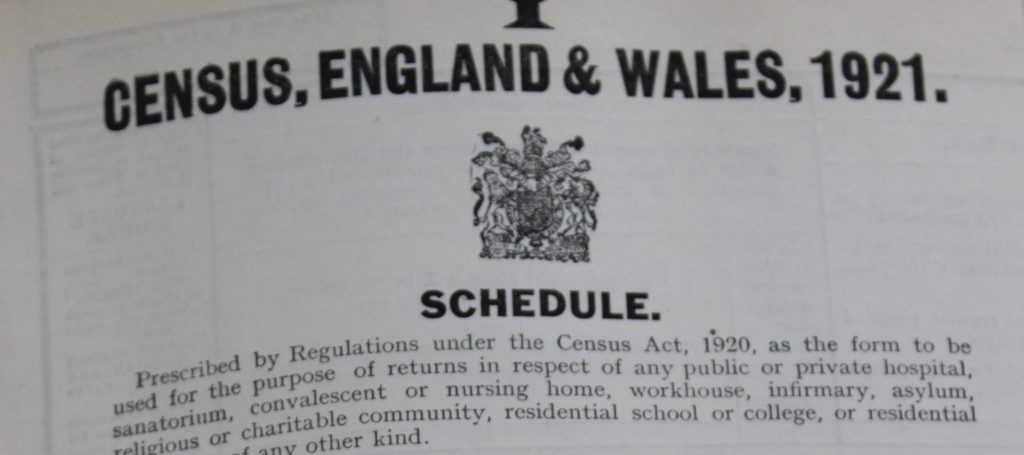 CENSUS, ENGLAND & WALES, 1921.
SCHEDULE.
Prescribed by Regulations under the Census Act, 1920, as the form to be
used for the purpose of returns in respect of any public or private hospital,
sanatorium, convalescent or nursing home, workhouse, infirmary, asylum,
religious or charitable community, residential school or college, or residential
of any other kind.